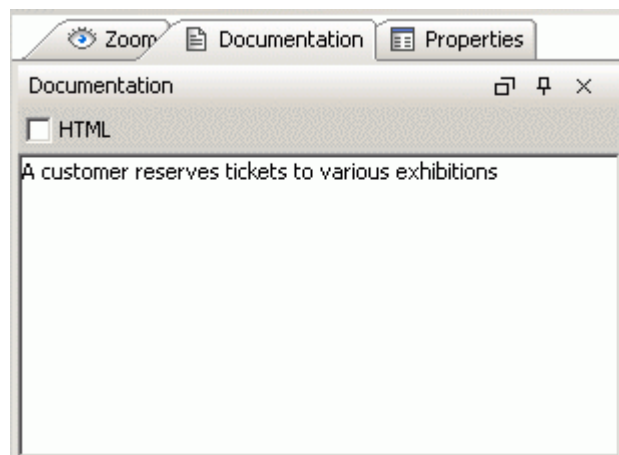 Zoom Documentation Properties
Documentation
HTML
A customer reserves tickets to various exhibitions